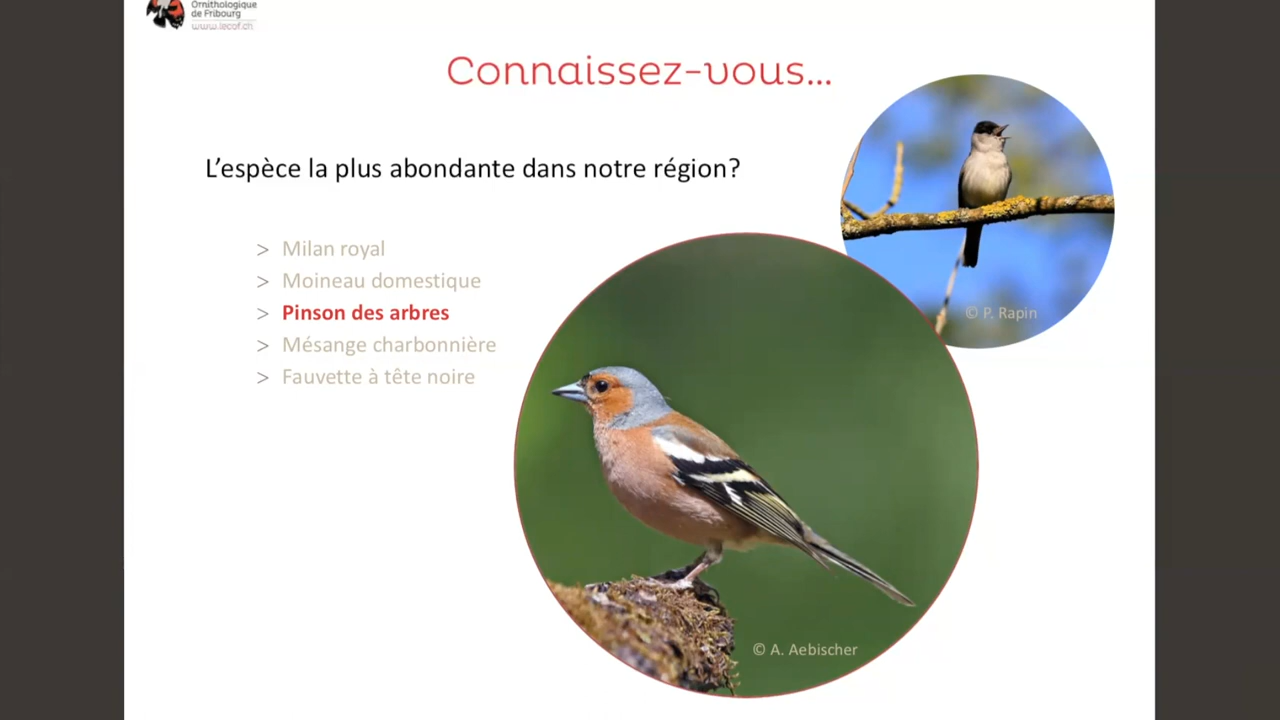 Ornithologique
de Fribourg
www.lecof.ch
Connaissez-vous...
L'espèce la plus abondante dans notre région?
> Milan royal
> Moineau domestique
> Pinson des arbres
> Mésange charbonnière
> Fauvette à tête noire
© P. Rapin
© A. Aebischer